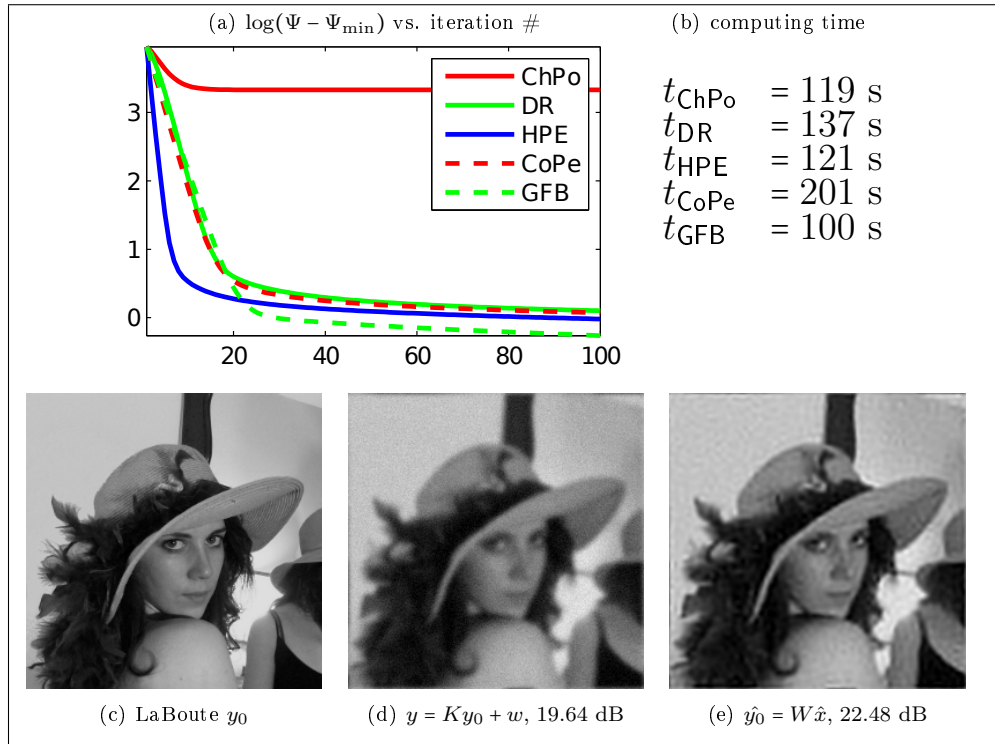 (a) log(Ψ − Ψmin) vs. iteration #
(b) computing time
3
2
1
0
20 40 60 80 100
ChPo
DR
HPE
CoPe
GFB
tChPo = 119 s
tDR = 137 s
tHPE = 121 s
tCoPe = 201 s
tGFB = 100 s
(c) LaBoute y₀
(d) y = Ky₀ + w, 19.64 dB
(e) ŷ₀ = Wx̂, 22.48 dB